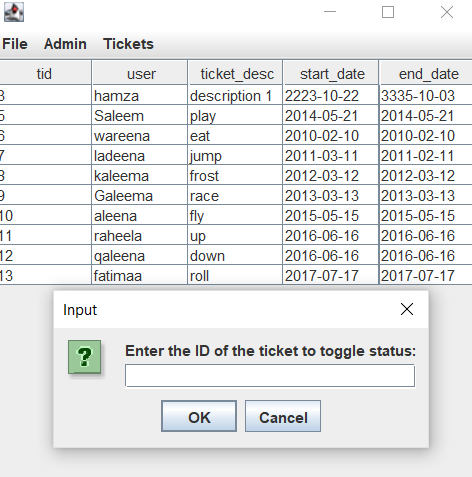 File Admin Tickets
tid user ticket_desc start_date end_date
3 hamza description 1 2223-10-22 3335-10-03
5 Saleem play 2014-05-21 2014-05-21
6 wareena eat 2010-02-10 2010-02-10
7 ladeena jump 2011-03-11 2011-02-11
8 kaleema frost 2012-03-12 2012-03-12
9 Galeema race 2013-03-13 2013-03-13
10 aleena fly 2015-05-15 2015-05-15
11 raheela up 2016-06-16 2016-06-16
12 qaleena down 2016-06-16 2016-06-16
13 fatimaa roll 2017-07-17 2017-07-17
Input
Enter the ID of the ticket to toggle status:
OK Cancel